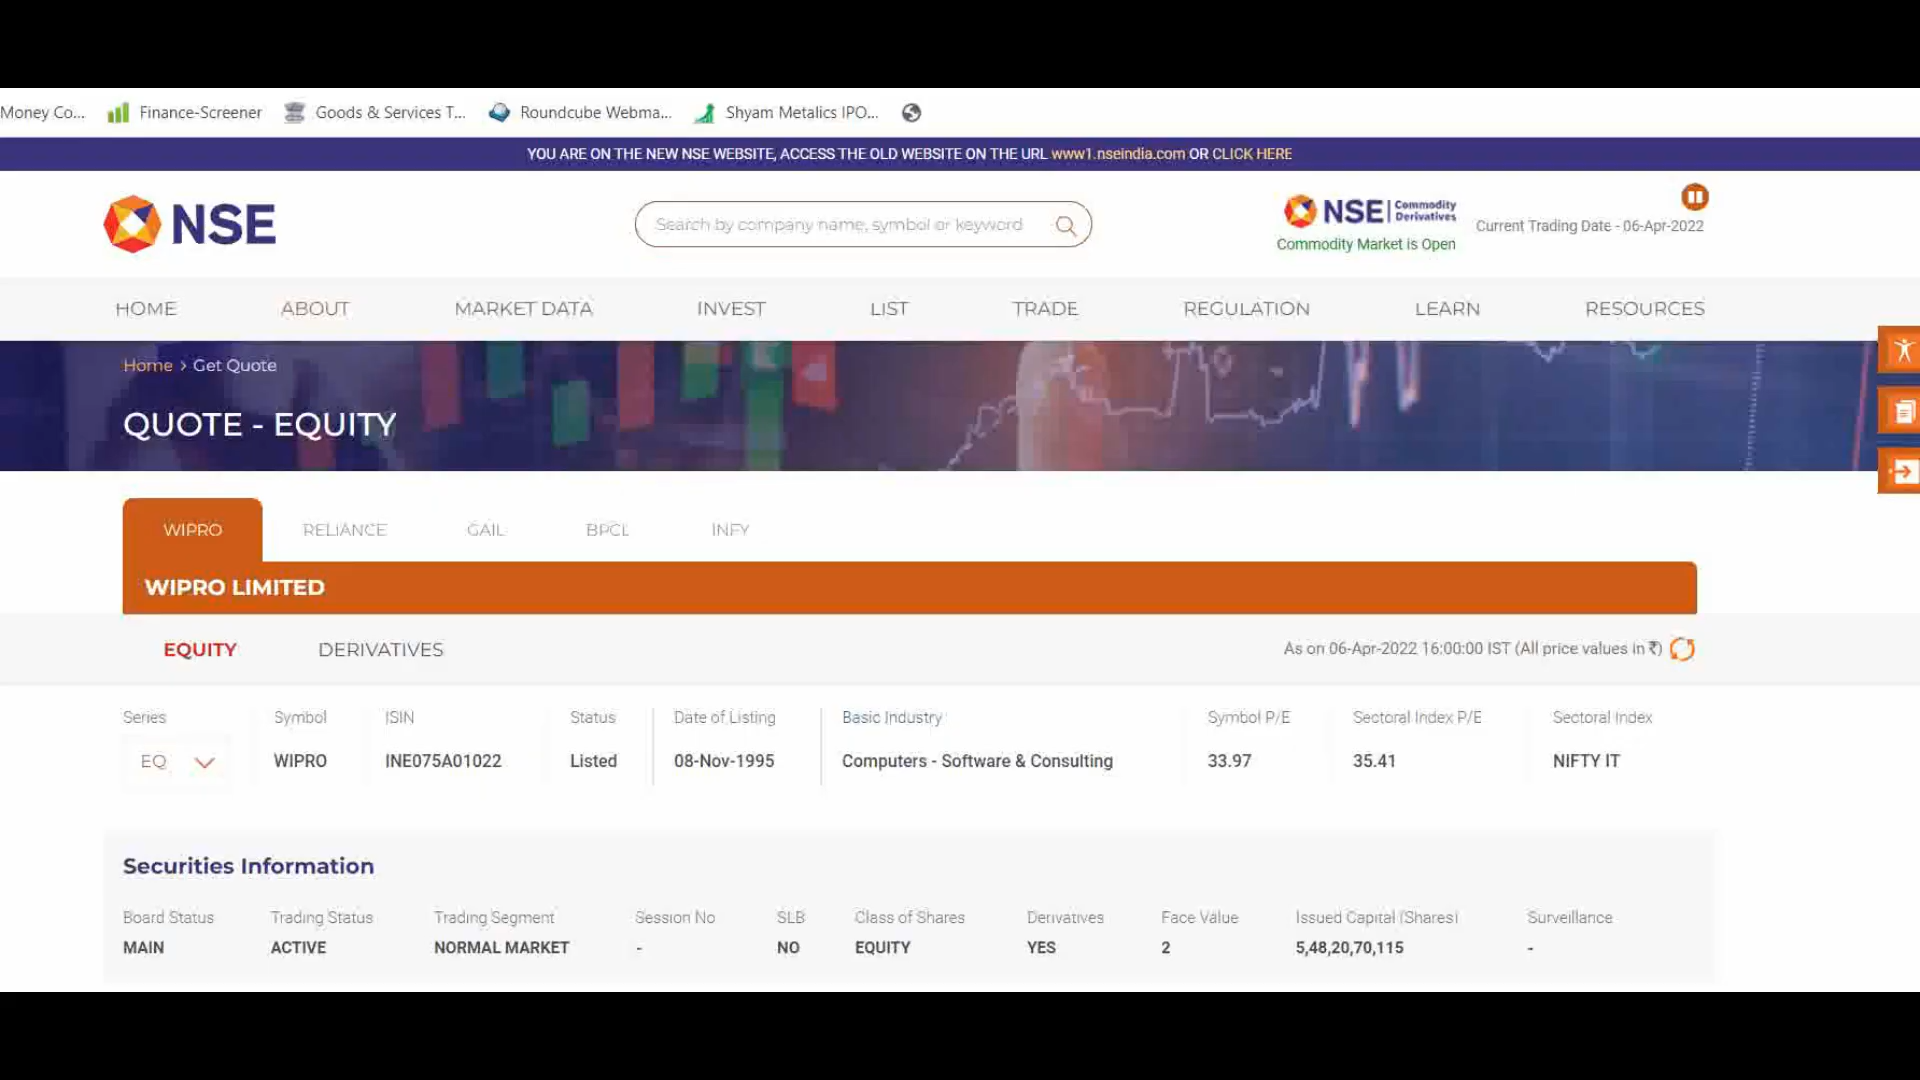 Money Co... Finance-Screener Goods & Services T... Roundcube Webma... Shyam Metalics IPO...
YOU ARE ON THE NEW NSE WEBSITE, ACCESS THE OLD WEBSITE ON THE URL www1.nseindia.com OR CLICK HERE
NSE
Search by company name, symbol or keyword
NSE Commodity Derivatives
Commodity Market is Open
Current Trading Date - 06-Apr-2022
HOME ABOUT MARKET DATA INVEST LIST TRADE REGULATION LEARN RESOURCES
Home > Get Quote
QUOTE - EQUITY
WIPRO RELIANCE GAIL BPCL INFY
WIPRO LIMITED
EQUITY DERIVATIVES As on 06-Apr-2022 16:00:00 IST (All price values in ₹)
Series Symbol ISIN Status Date of Listing Basic Industry Symbol P/E Sectoral Index P/E Sectoral Index
EQ WIPRO INE075A01022 Listed 08-Nov-1995 Computers - Software & Consulting 33.97 35.41 NIFTY IT
Securities Information
Board Status Trading Status Trading Segment Session No SLB Class of Shares Derivatives Face Value Issued Capital (Shares) Surveillance
MAIN ACTIVE NORMAL MARKET - NO EQUITY YES 2 5,48,20,70,115 -